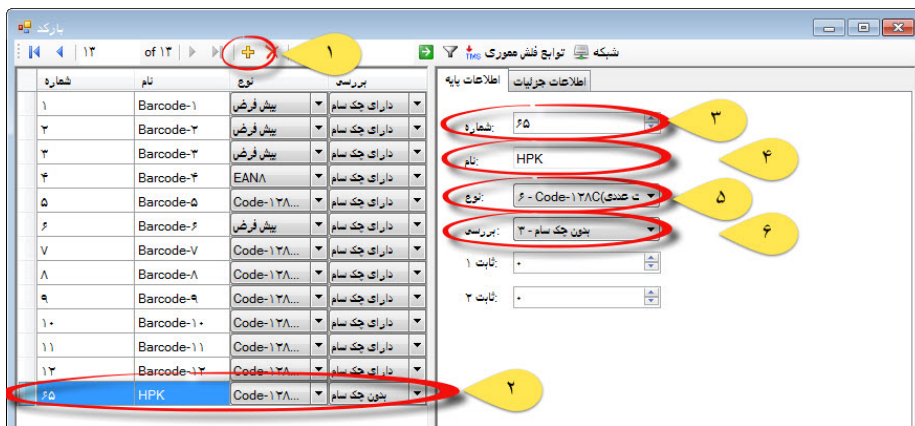 بارکد
۱۳ of ۱۳
شبکه توابع فلش مموری TMS
۱
شماره نام نوع بررسی
۱ Barcode-۱ پیش فرض دارای چک سام
۲ Barcode-۲ پیش فرض دارای چک سام
۳ Barcode-۳ پیش فرض دارای چک سام
۴ Barcode-۴ EAN۸ دارای چک سام
۵ Barcode-۵ Code-۱۲۸... دارای چک سام
۶ Barcode-۶ پیش فرض دارای چک سام
۷ Barcode-۷ Code-۱۲۸... دارای چک سام
۸ Barcode-۸ Code-۱۲۸... دارای چک سام
۹ Barcode-۹ Code-۱۲۸... دارای چک سام
۱۰ Barcode-۱۰ Code-۱۲۸... دارای چک سام
۱۱ Barcode-۱۱ Code-۱۲۸... دارای چک سام
۱۲ Barcode-۱۲ Code-۱۲۸... دارای چک سام
۶۵ HPK Code-۱۲۸... بدون چک سام
۲
اطلاعات پایه اطلاعات جزئیات
شماره: ۶۵
۳
نام: HPK
۴
نوع: ۶ - Code-۱۲۸C(ت عددی
۵
بررسی: بدون چک سام - ۳
۶
ثابت ۱: ۰
ثابت ۲: ۰